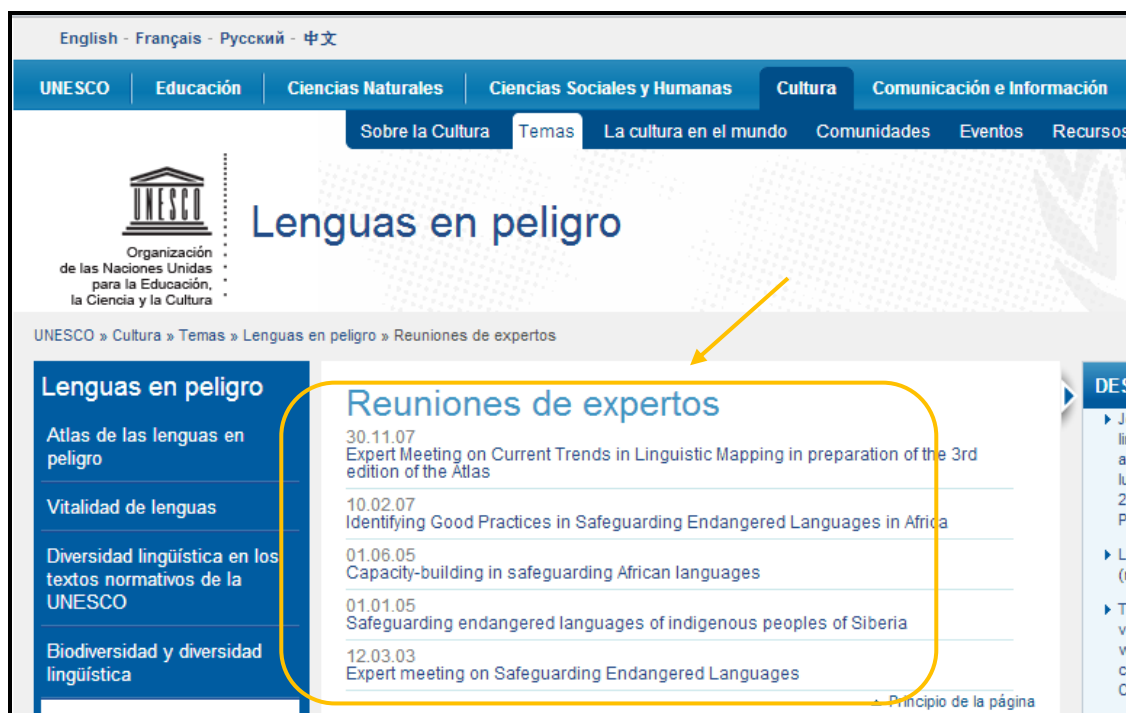 English - Français - Русский - 中文
UNESCO Educación Ciencias Naturales Ciencias Sociales y Humanas Cultura Comunicación e Información
Sobre la Cultura Temas La cultura en el mundo Comunidades Eventos Recursos
UNESCO
Organización
de las Naciones Unidas
para la Educación,
la Ciencia y la Cultura
Lenguas en peligro
UNESCO » Cultura » Temas » Lenguas en peligro » Reuniones de expertos
Lenguas en peligro
Atlas de las lenguas en
peligro
Vitalidad de lenguas
Diversidad lingüística en los
textos normativos de la
UNESCO
Biodiversidad y diversidad
lingüística
Reuniones de expertos
30.11.07
Expert Meeting on Current Trends in Linguistic Mapping in preparation of the 3rd
edition of the Atlas
10.02.07
Identifying Good Practices in Safeguarding Endangered Languages in Africa
01.06.05
Capacity-building in safeguarding African languages
01.01.05
Safeguarding endangered languages of indigenous peoples of Siberia
12.03.03
Expert meeting on Safeguarding Endangered Languages
Principio de la página